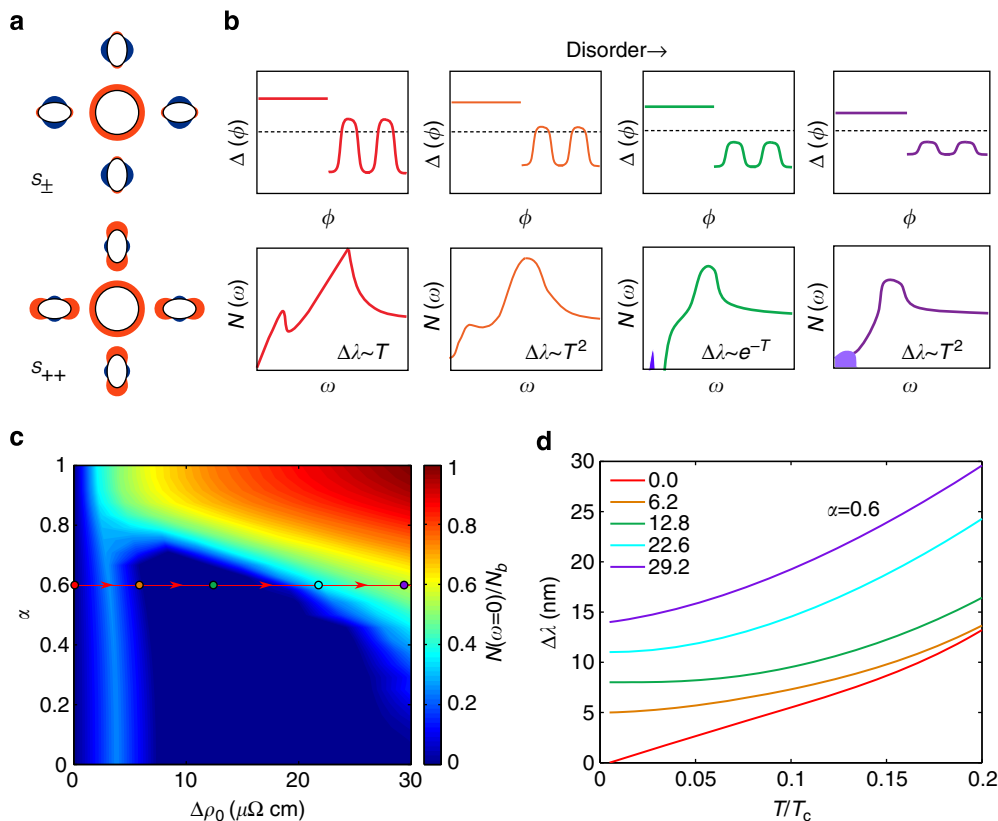 a
s±
s++
b
Disorder→
Δ (ϕ)
ϕ
Δ (ϕ)
ϕ
Δ (ϕ)
ϕ
Δ (ϕ)
ϕ
N (ω)
Δλ~T
ω
N (ω)
Δλ~T²
ω
N (ω)
Δλ~e⁻ᵀ
ω
N (ω)
Δλ~T²
ω
c
1
0.8
0.6
0.4
0.2
0
α
0 10 20 30
Δρ₀ (μΩ cm)
1
0.8
0.6
0.4
0.2
0
N(ω=0)/N_b
d
30
25
20
15
10
5
0
Δλ (nm)
0.0
6.2
12.8
22.6
29.2
α=0.6
0.05 0.1 0.15 0.2
T/T_c